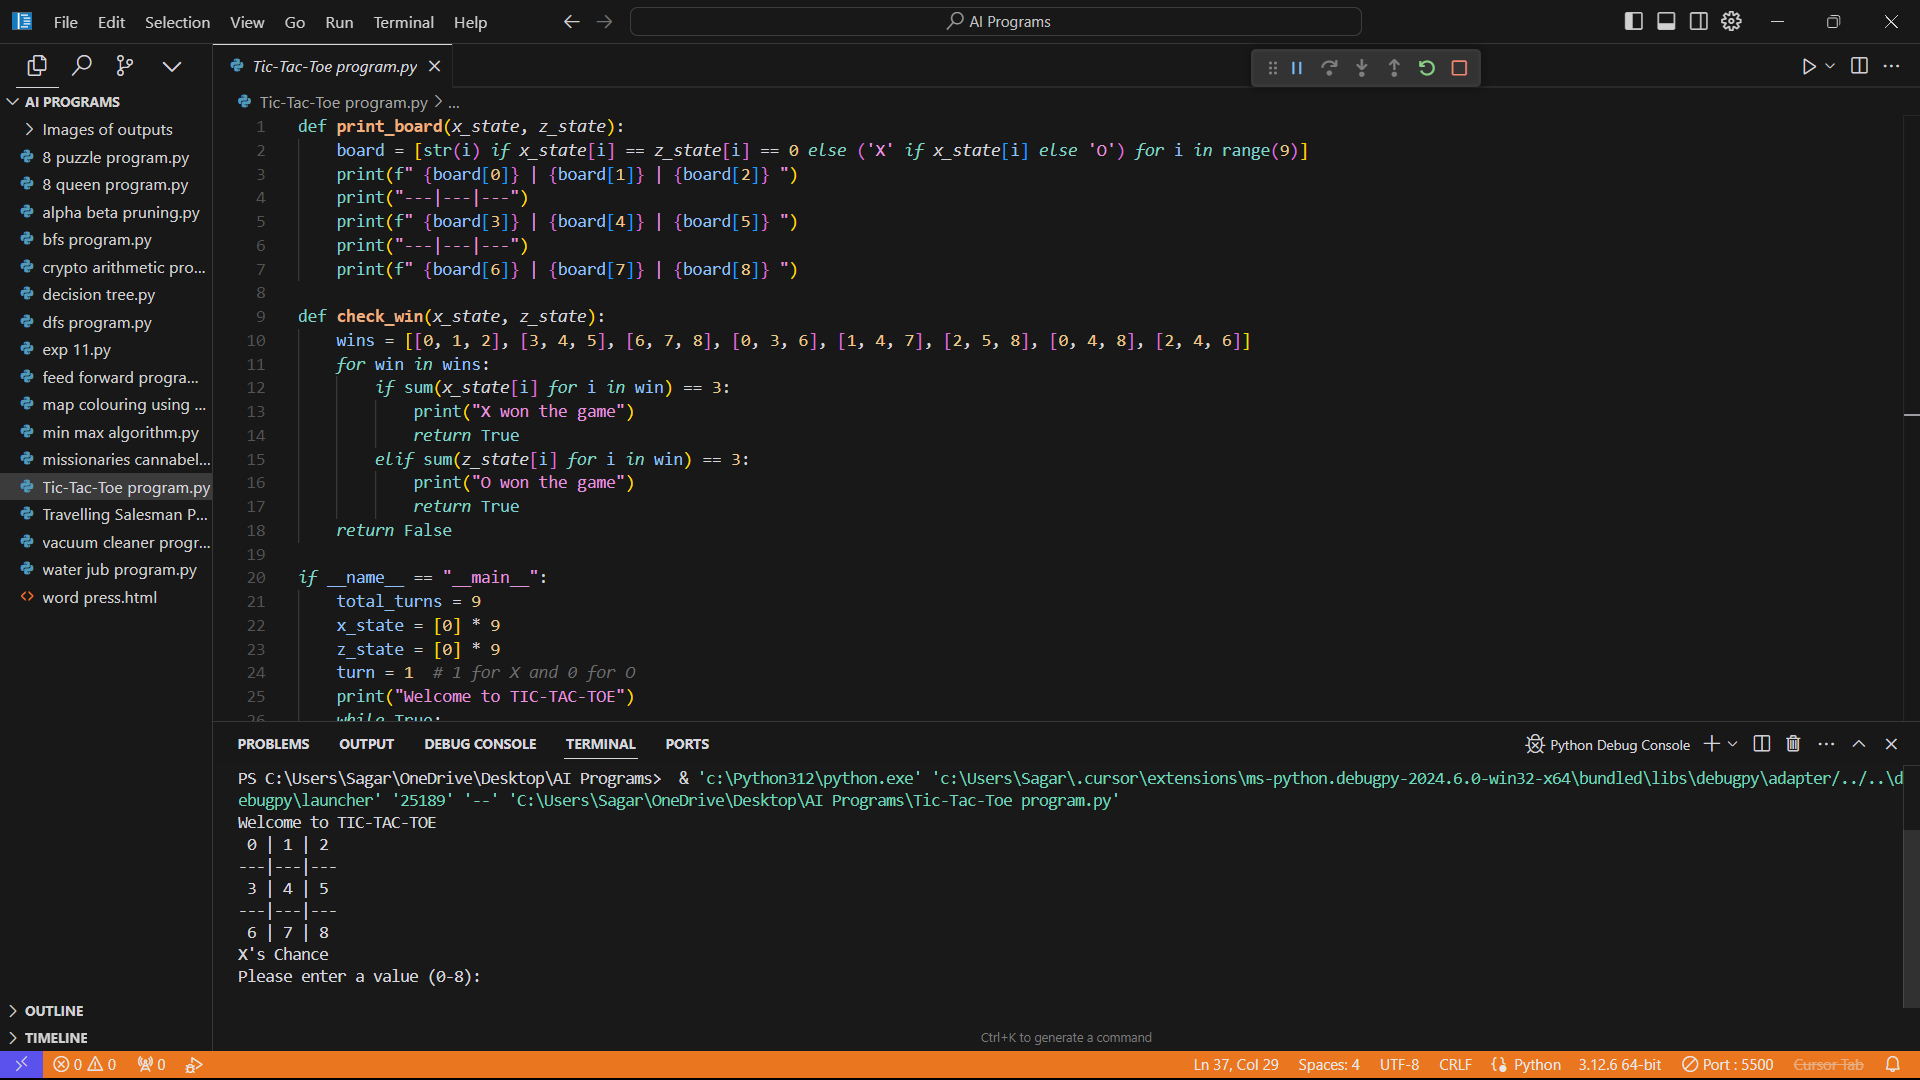 File Edit Selection View Go Run Terminal Help
AI Programs
Tic-Tac-Toe program.py
AI PROGRAMS
Images of outputs
8 puzzle program.py
8 queen program.py
alpha beta pruning.py
bfs program.py
crypto arithmetic pro...
decision tree.py
dfs program.py
exp 11.py
feed forward progra...
map colouring using ...
min max algorithm.py
missionaries cannabel...
Tic-Tac-Toe program.py
Travelling Salesman P...
vacuum cleaner progr...
water jub program.py
word press.html
OUTLINE
TIMELINE
Tic-Tac-Toe program.py > ...
1 def print_board(x_state, z_state):
2     board = [str(i) if x_state[i] == z_state[i] == 0 else ('X' if x_state[i] else 'O') for i in range(9)]
3     print(f" {board[0]} | {board[1]} | {board[2]} ")
4     print("---|---|---")
5     print(f" {board[3]} | {board[4]} | {board[5]} ")
6     print("---|---|---")
7     print(f" {board[6]} | {board[7]} | {board[8]} ")
8
9 def check_win(x_state, z_state):
10     wins = [[0, 1, 2], [3, 4, 5], [6, 7, 8], [0, 3, 6], [1, 4, 7], [2, 5, 8], [0, 4, 8], [2, 4, 6]]
11     for win in wins:
12         if sum(x_state[i] for i in win) == 3:
13             print("X won the game")
14             return True
15         elif sum(z_state[i] for i in win) == 3:
16             print("O won the game")
17             return True
18     return False
19
20 if __name__ == "__main__":
21     total_turns = 9
22     x_state = [0] * 9
23     z_state = [0] * 9
24     turn = 1  # 1 for X and 0 for O
25     print("Welcome to TIC-TAC-TOE")
26     while True:
PROBLEMS OUTPUT DEBUG CONSOLE TERMINAL PORTS
Python Debug Console
PS C:\Users\Sagar\OneDrive\Desktop\AI Programs>  & 'c:\Python312\python.exe' 'c:\Users\Sagar\.cursor\extensions\ms-python.debugpy-2024.6.0-win32-x64\bundled\libs\debugpy\adapter/../..\d
ebugpy\launcher' '25189' '--' 'C:\Users\Sagar\OneDrive\Desktop\AI Programs\Tic-Tac-Toe program.py'
Welcome to TIC-TAC-TOE
 0 | 1 | 2
---|---|---
 3 | 4 | 5
---|---|---
 6 | 7 | 8
X's Chance
Please enter a value (0-8):
Ctrl+K to generate a command
0 0 0
Ln 37, Col 29 Spaces: 4 UTF-8 CRLF Python 3.12.6 64-bit Port : 5500 Cursor Tab